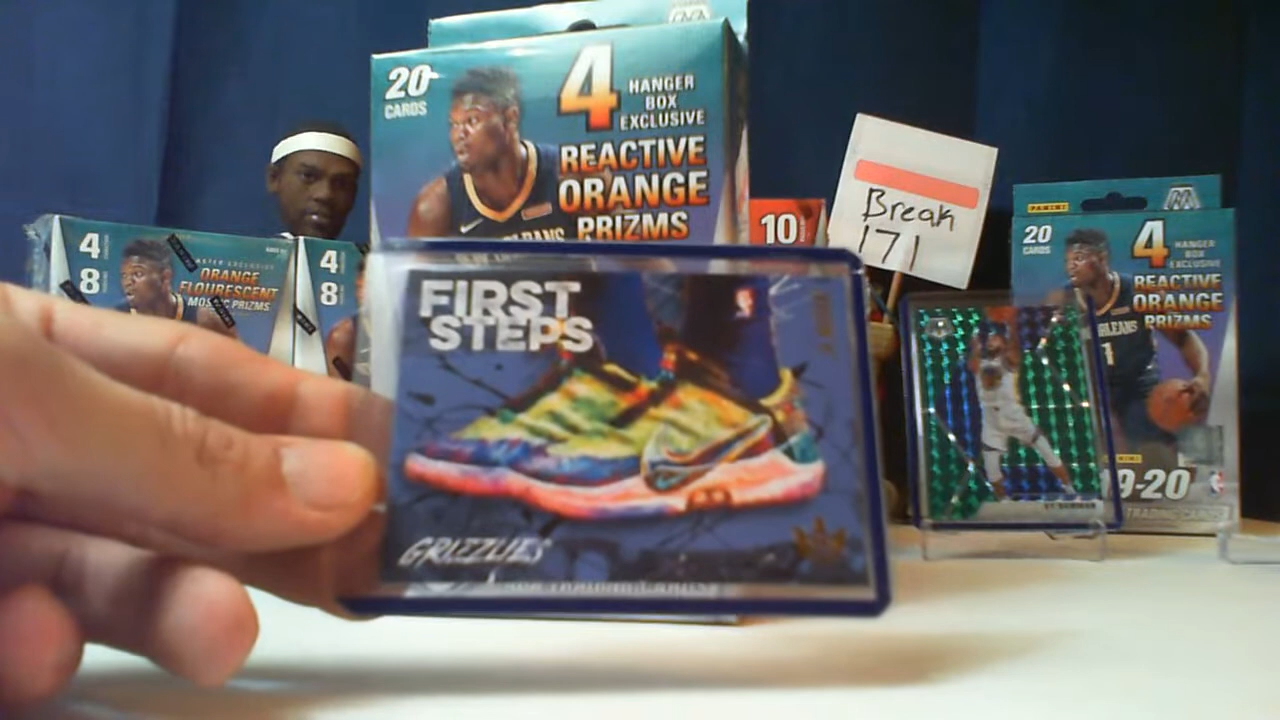 20
CARDS
4
HANGER
BOX
EXCLUSIVE
REACTIVE
ORANGE
PRIZMS
10
Break
171
4
8
ORANGE
FLOURESCENT
MOSAIC PRIZMS
4
8
FIRST
STEPS
GRIZZLIES
PANINI
20
CARDS
4
HANGER
BOX
EXCLUSIVE
REACTIVE
ORANGE
PRIZMS
19-20
TRADING CARDS